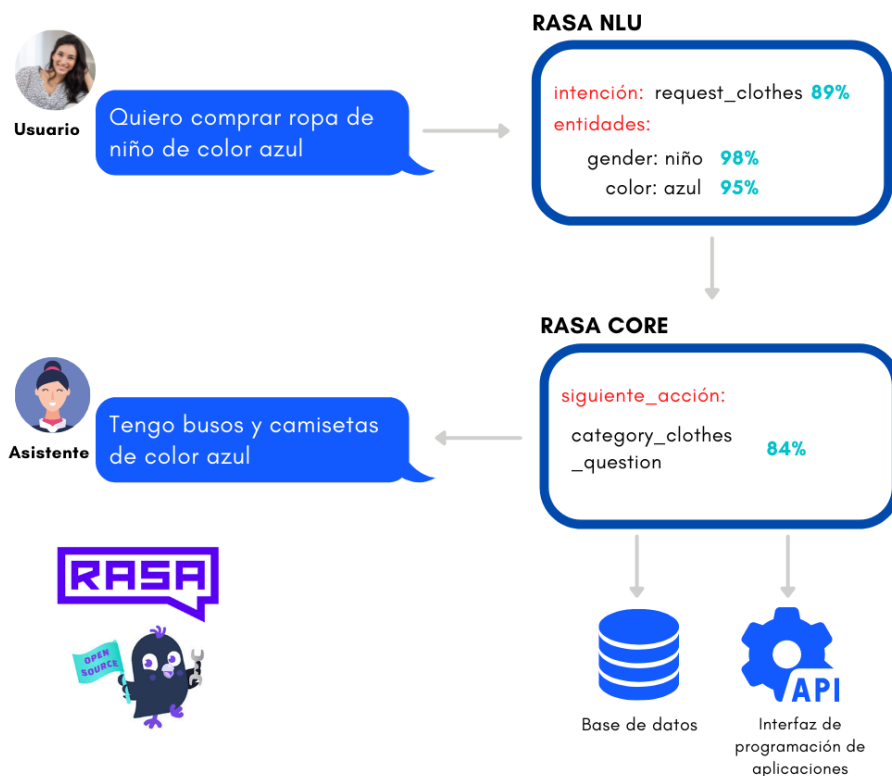 RASA NLU
Usuario
Quiero comprar ropa de
niño de color azul
intención: request_clothes 89%
entidades:
gender: niño 98%
color: azul 95%
RASA CORE
Asistente
Tengo busos y camisetas
de color azul
siguiente_acción:
category_clothes
_question
84%
RASA
OPEN
SOURCE
API
Base de datos
Interfaz de
programación de
aplicaciones